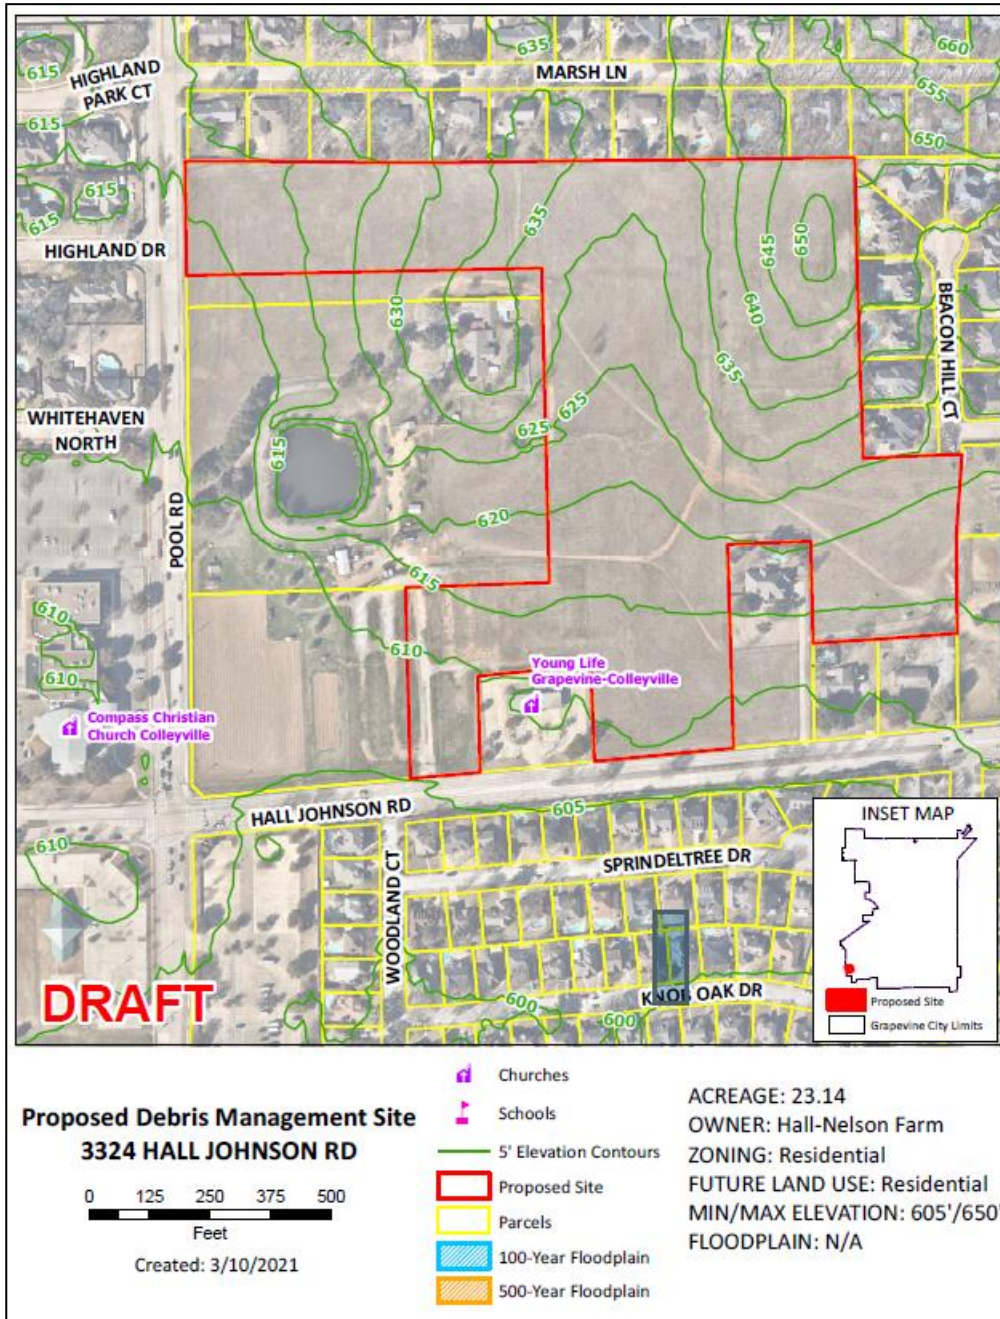 635
660
615
HIGHLAND
PARK CT
MARSH LN
655
615
650
615
615
HIGHLAND DR
635
645
650
BEACON HILL CT
630
640
635
WHITEHAVEN
NORTH
625
625
615
POOL RD
620
615
610
610
610
Young Life
Grapevine-Colleyville
Compass Christian
Church Colleyville
HALL JOHNSON RD
605
610
WOODLAND CT
SPRINDELTREE DR
INSET MAP
Proposed Site
Grapevine City Limits
DRAFT
600
KNOB OAK DR
600
Proposed Debris Management Site
3324 HALL JOHNSON RD
0 125 250 375 500
Feet
Created: 3/10/2021
Churches
Schools
5' Elevation Contours
Proposed Site
Parcels
100-Year Floodplain
500-Year Floodplain
ACREAGE: 23.14
OWNER: Hall-Nelson Farm
ZONING: Residential
FUTURE LAND USE: Residential
MIN/MAX ELEVATION: 605'/650'
FLOODPLAIN: N/A